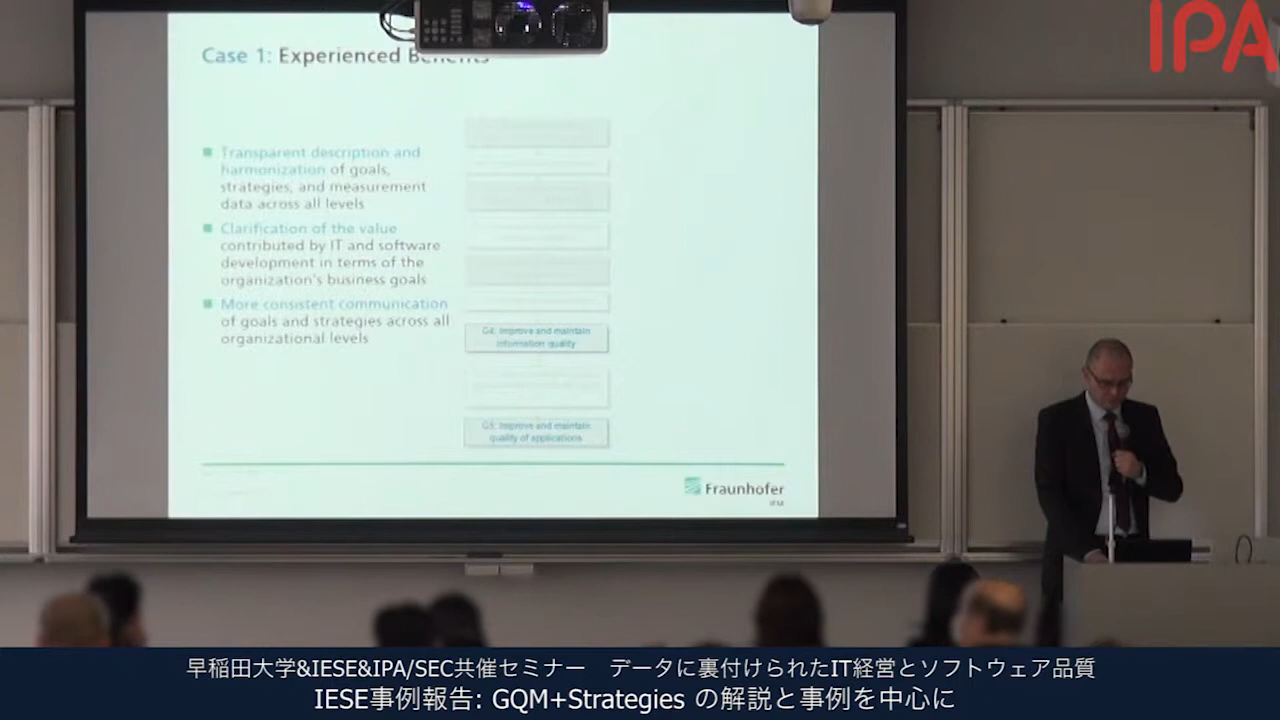 IPA
Case 1: Experienced Benefits
Transparent description and
harmonization of goals,
strategies, and measurement
data across all levels
Clarification of the value
contributed by IT and software
development in terms of the
organization's business goals
More consistent communication
of goals and strategies across all
organizational levels
G4: Improve and maintain
information quality
G5: Improve and maintain
quality of applications
Fraunhofer
IESE
早稲田大学&IESE&IPA/SEC共催セミナー　データに裏付けられたIT経営とソフトウェア品質
IESE事例報告: GQM+Strategies の解説と事例を中心に